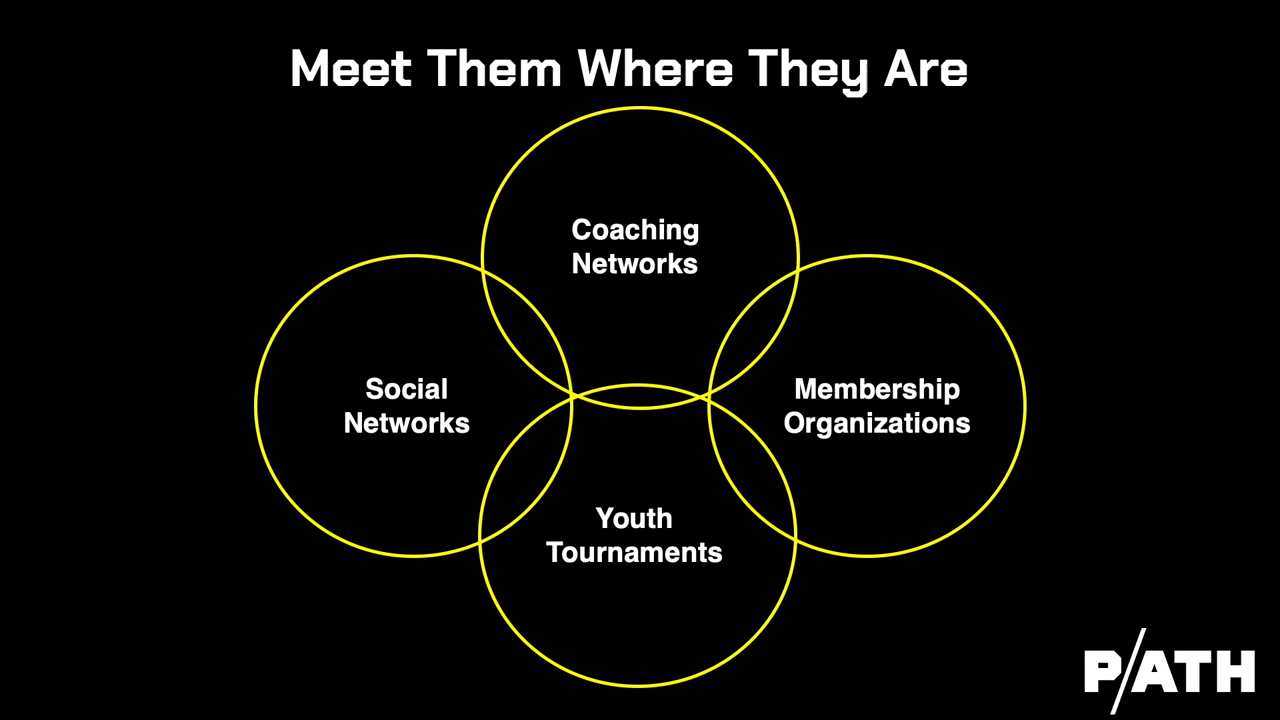 Meet Them Where They Are
Coaching
Networks
Social
Networks
Membership
Organizations
Youth
Tournaments
P/ATH